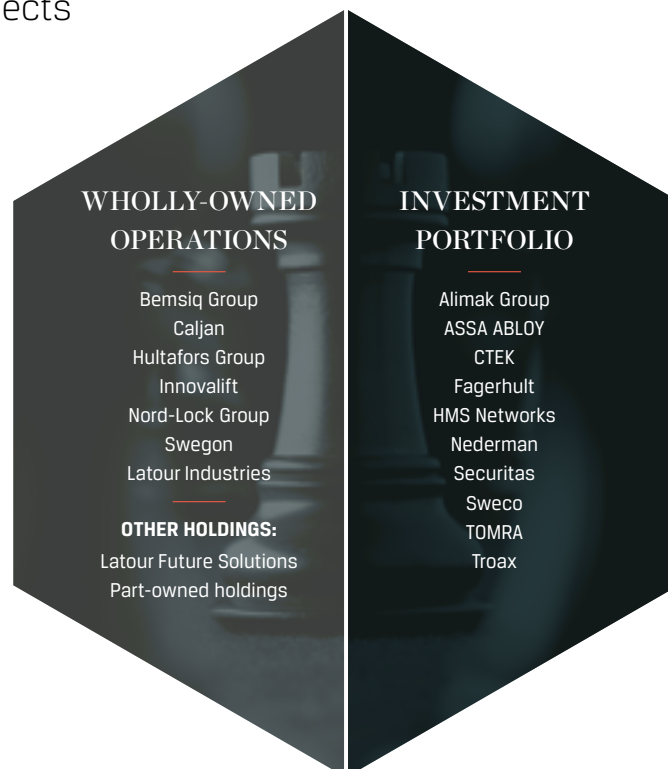 ects
WHOLLY-OWNED
OPERATIONS
Bemsiq Group
Caljan
Hultafors Group
Innovalift
Nord-Lock Group
Swegon
Latour Industries
OTHER HOLDINGS:
Latour Future Solutions
Part-owned holdings
INVESTMENT
PORTFOLIO
Alimak Group
ASSA ABLOY
CTEK
Fagerhult
HMS Networks
Nederman
Securitas
Sweco
TOMRA
Troax